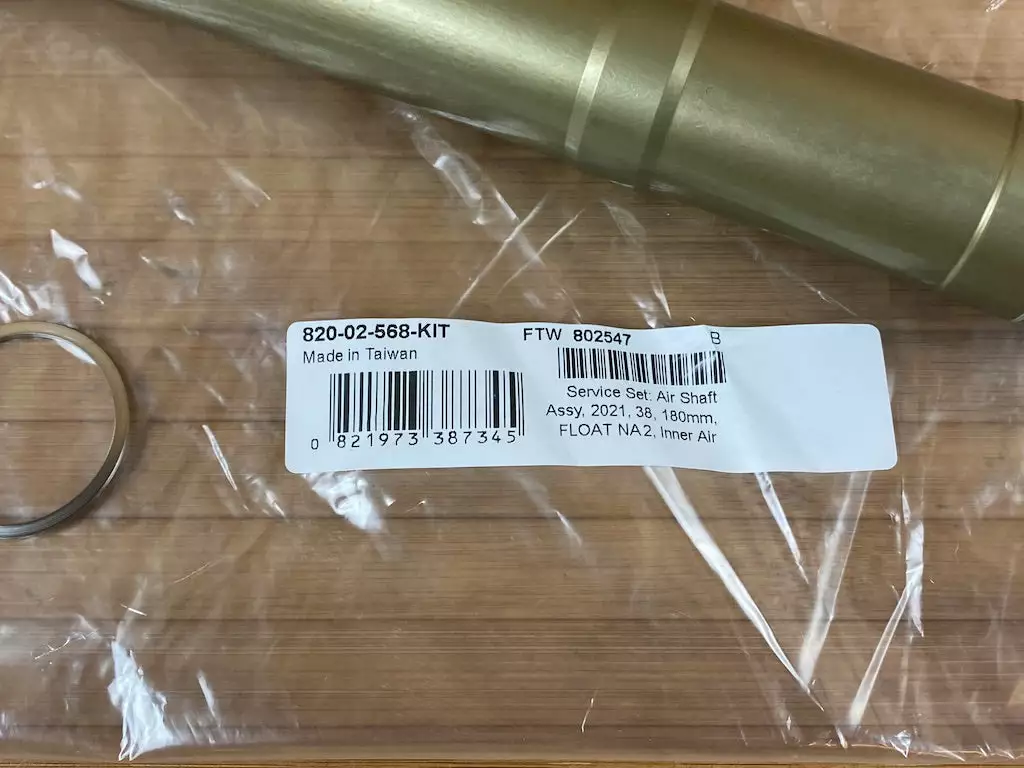 820-02-568-KIT
Made in Taiwan
0 821973 387345
FTW 802547 B
Service Set: Air Shaft
Assy, 2021, 38, 180mm,
FLOAT NA2, Inner Air